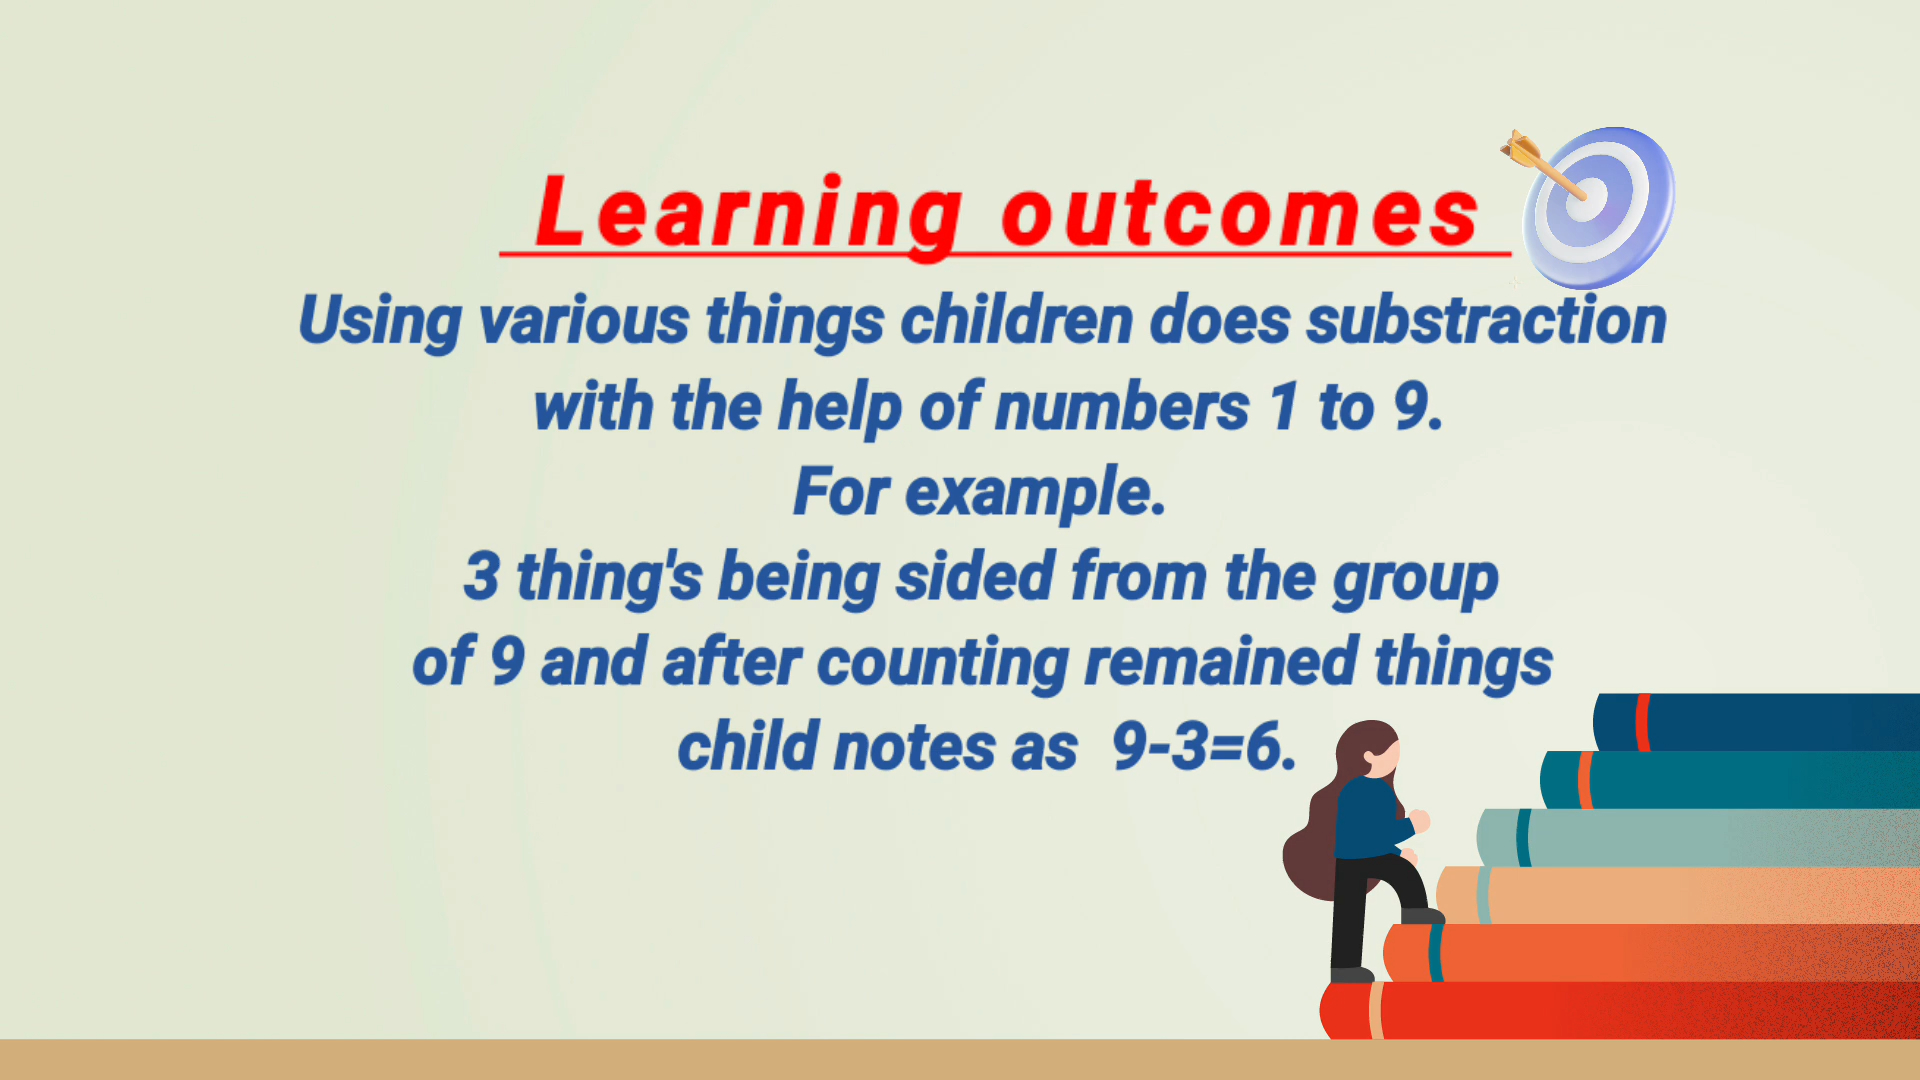 Learning outcomes
Using various things children does substraction
with the help of numbers 1 to 9.
For example.
3 thing's being sided from the group
of 9 and after counting remained things
child notes as 9-3=6.